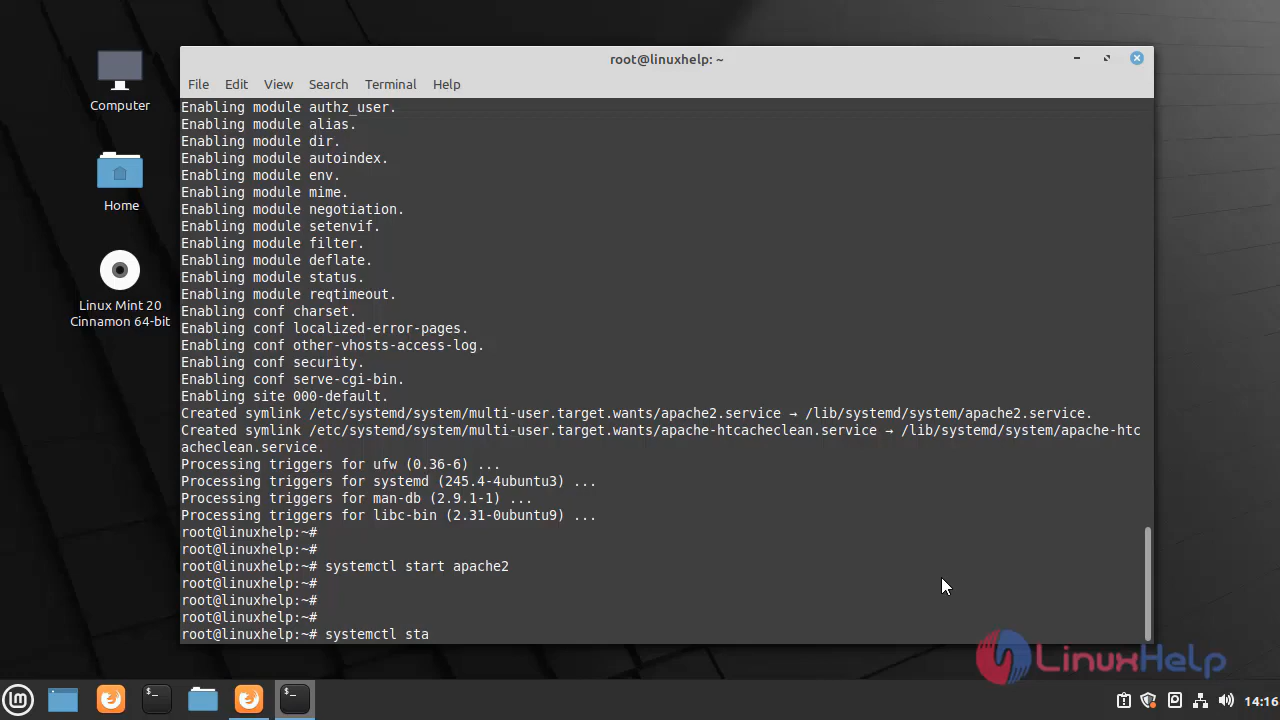 root@linuxhelp: ~
File Edit View Search Terminal Help
Computer
Home
Linux Mint 20
Cinnamon 64-bit
Enabling module authz_user.
Enabling module alias.
Enabling module dir.
Enabling module autoindex.
Enabling module env.
Enabling module mime.
Enabling module negotiation.
Enabling module setenvif.
Enabling module filter.
Enabling module deflate.
Enabling module status.
Enabling module reqtimeout.
Enabling conf charset.
Enabling conf localized-error-pages.
Enabling conf other-vhosts-access-log.
Enabling conf security.
Enabling conf serve-cgi-bin.
Enabling site 000-default.
Created symlink /etc/systemd/system/multi-user.target.wants/apache2.service → /lib/systemd/system/apache2.service.
Created symlink /etc/systemd/system/multi-user.target.wants/apache-htcacheclean.service → /lib/systemd/system/apache-htc
acheclean.service.
Processing triggers for ufw (0.36-6) ...
Processing triggers for systemd (245.4-4ubuntu3) ...
Processing triggers for man-db (2.9.1-1) ...
Processing triggers for libc-bin (2.31-0ubuntu9) ...
root@linuxhelp:~#
root@linuxhelp:~#
root@linuxhelp:~# systemctl start apache2
root@linuxhelp:~#
root@linuxhelp:~#
root@linuxhelp:~#
root@linuxhelp:~# systemctl sta
LinuxHelp
$_ $_
14:16